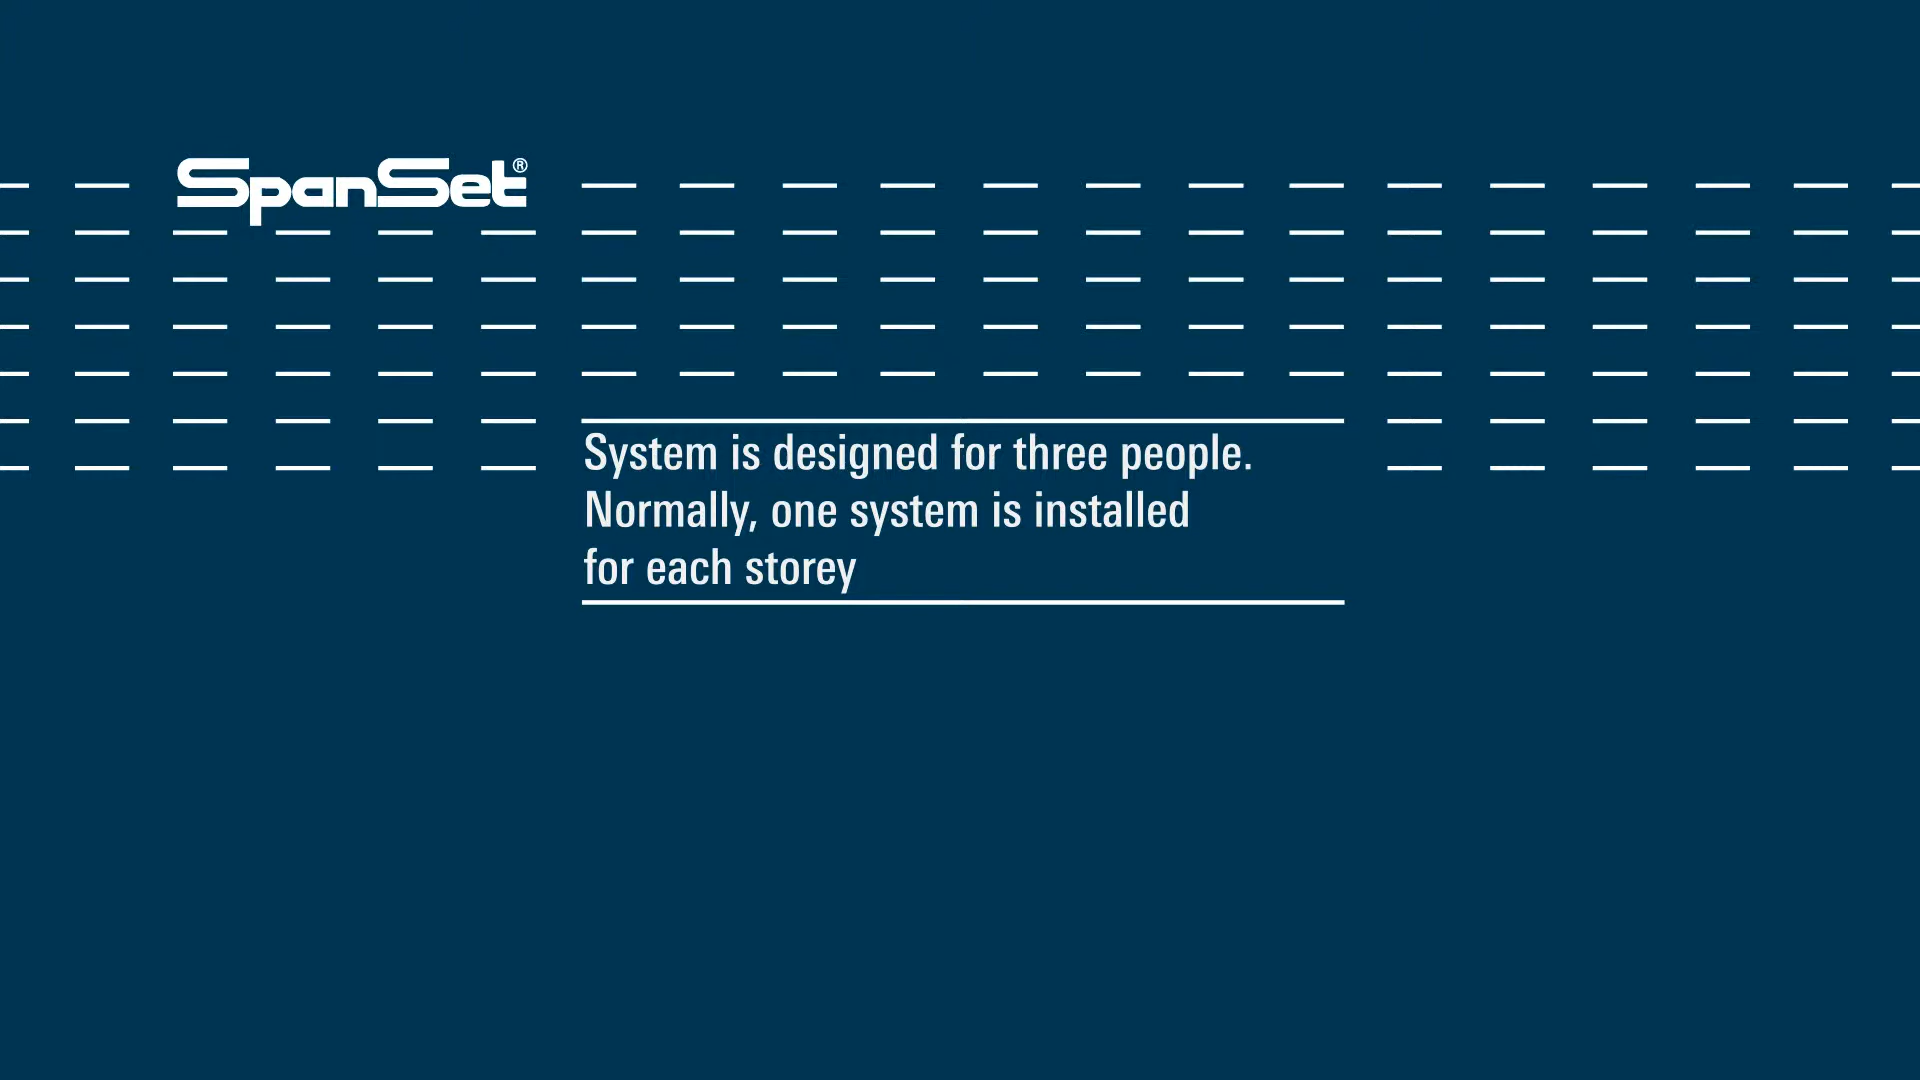 SpanSet®
System is designed for three people.
Normally, one system is installed
for each storey